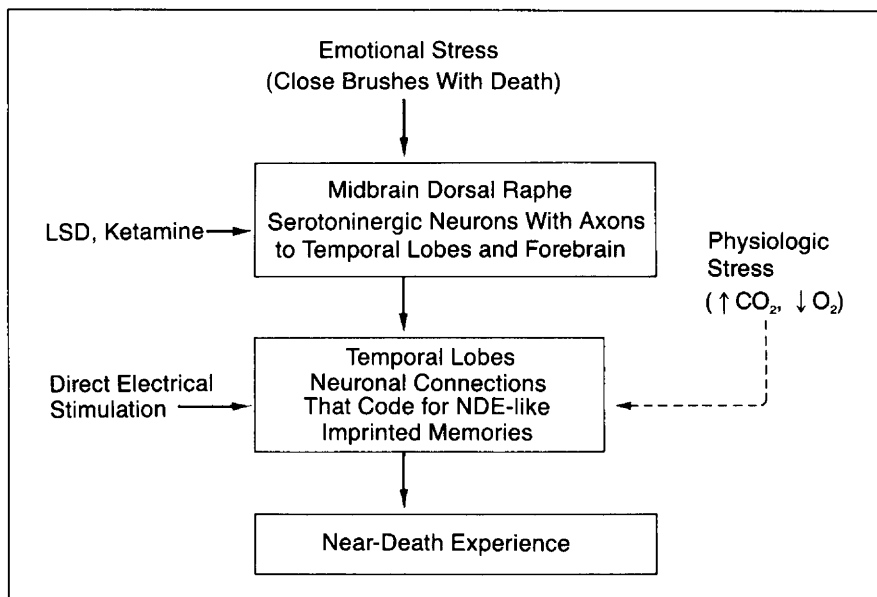 Emotional Stress
(Close Brushes With Death)
Midbrain Dorsal Raphe
Serotoninergic Neurons With Axons
to Temporal Lobes and Forebrain
LSD, Ketamine
Physiologic
Stress
(↑CO₂, ↓O₂)
Temporal Lobes
Neuronal Connections
That Code for NDE-like
Imprinted Memories
Direct Electrical
Stimulation
Near-Death Experience